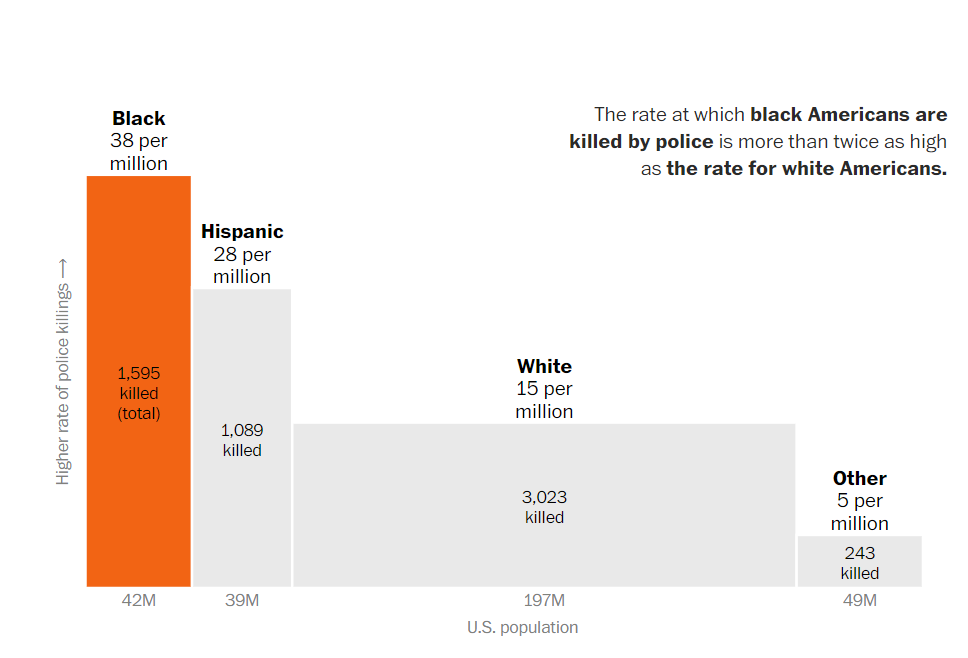 The rate at which black Americans are
killed by police is more than twice as high
as the rate for white Americans.
Black
38 per
million
Hispanic
28 per
million
White
15 per
million
Other
5 per
million
Higher rate of police killings →
1,595
killed
(total)
1,089
killed
3,023
killed
243
killed
42M
39M
197M
49M
U.S. population